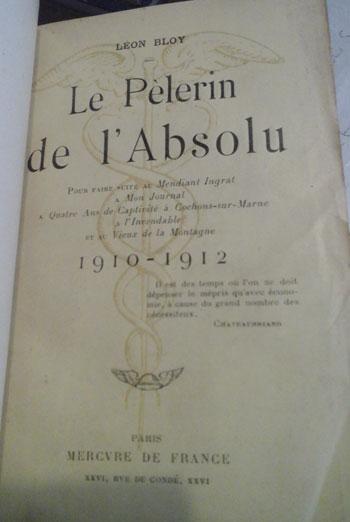 LÉON BLOY
Le Pèlerin
de l'Absolu
POUR FAIRE SUITE AU Mendiant Ingrat
A Mon Journal
A Quatre Ans de Captivité à Cochons-sur-Marne
A l'Invendable
ET AU Vieux de la Montagne
1910-1912
Il est des temps où l'on ne doit
dépenser le mépris qu'avec écono-
mie, à cause du grand nombre des
nécessiteux.
CHATEAUBRIAND
PARIS
MERCVRE DE FRANCE
XXVI, RVE DE CONDÉ, XXVI